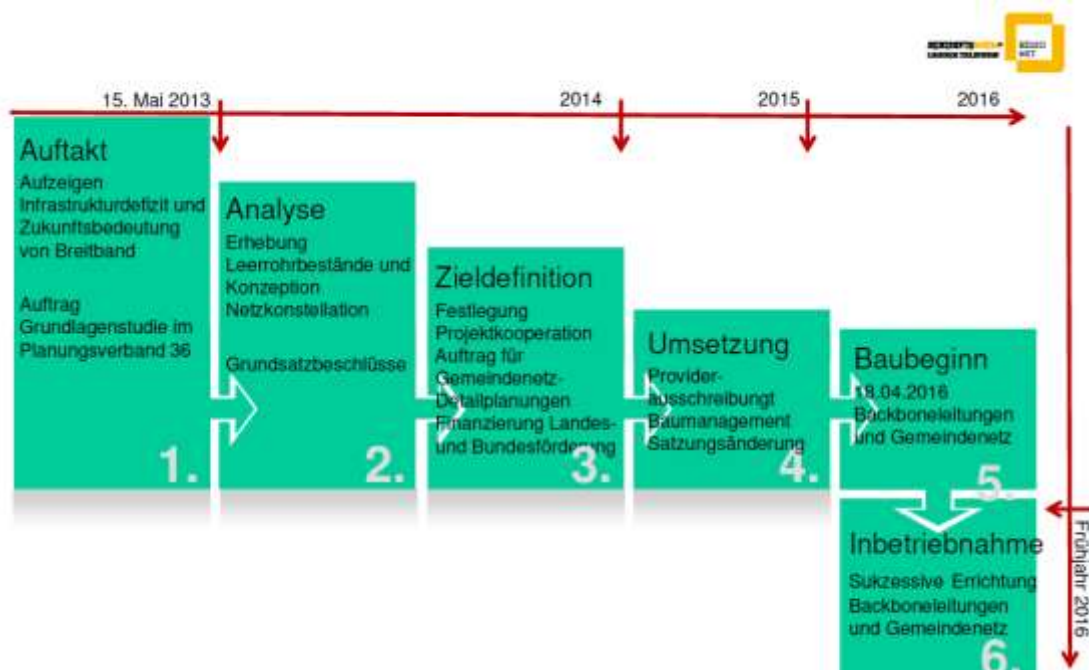 REGIO
NET
15. Mai 2013
2014
2015
2016
Auftakt
Aufzeigen
Infrastrukturdefizit und
Zukunftsbedeutung
von Breitband
Auftrag
Grundlagenstudie im
Planungsverband 36
1.
Analyse
Erhebung
Leerrohrbestände und
Konzeption
Netzkonstellation
Grundsatzbeschlüsse
2.
Zieldefinition
Festlegung
Projektkooperation
Auftrag für
Gemeindenetz-
Detailplanungen
Finanzierung Landes-
und Bundesförderung
3.
Umsetzung
Provider-
ausschreibungt
Baumanagement
Satzungsänderung
4.
Baubeginn
18.04.2016
Backboneleitungen
und Gemeindenetz
5.
Inbetriebnahme
Sukzessive Errichtung
Backboneleitungen
und Gemeindenetz
6.
Frühjahr 2016